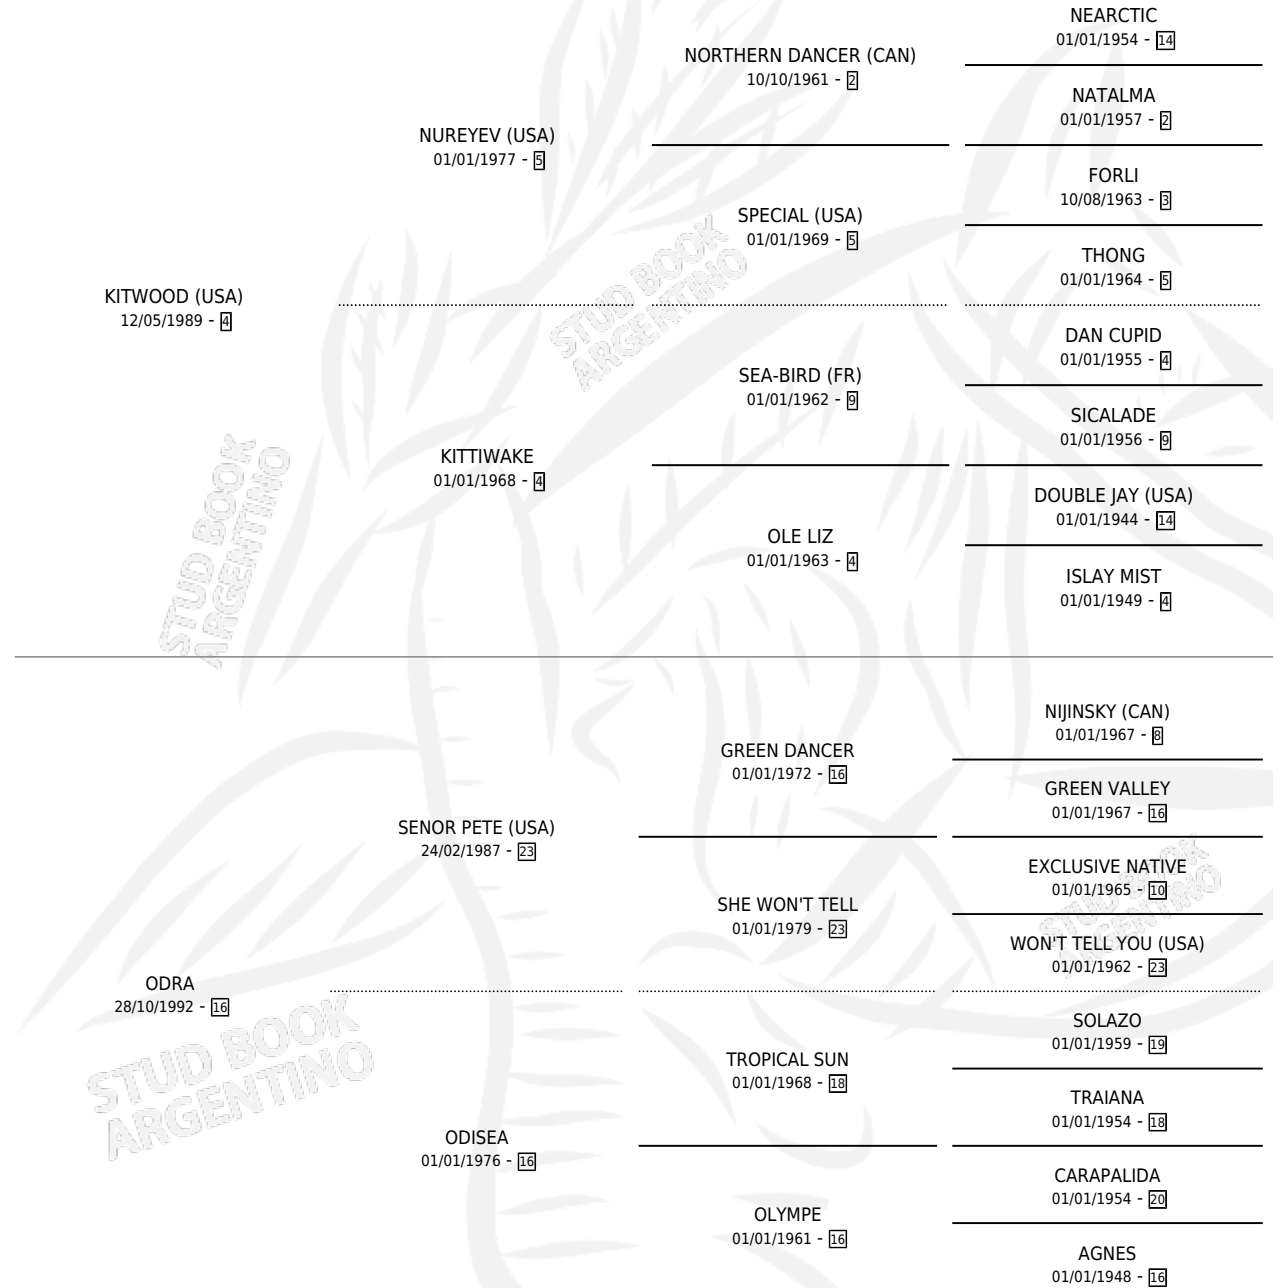 NEARCTIC
01/01/1954 - 14
NORTHERN DANCER (CAN)
10/10/1961 - 2
NATALMA
01/01/1957 - 2
NUREYEV (USA)
01/01/1977 - 5
FORLI
10/08/1963 - 3
SPECIAL (USA)
01/01/1969 - 5
THONG
01/01/1964 - 5
KITWOOD (USA)
12/05/1989 - 4
DAN CUPID
01/01/1955 - 4
SEA-BIRD (FR)
01/01/1962 - 9
SICALADE
01/01/1956 - 9
KITTIWAKE
01/01/1968 - 4
DOUBLE JAY (USA)
01/01/1944 - 14
OLE LIZ
01/01/1963 - 4
ISLAY MIST
01/01/1949 - 4
NIJINSKY (CAN)
01/01/1967 - 8
GREEN DANCER
01/01/1972 - 16
GREEN VALLEY
01/01/1967 - 16
SENOR PETE (USA)
24/02/1987 - 23
EXCLUSIVE NATIVE
01/01/1965 - 10
SHE WON'T TELL
01/01/1979 - 23
WON'T TELL YOU (USA)
01/01/1962 - 23
ODRA
28/10/1992 - 16
SOLAZO
01/01/1959 - 19
TROPICAL SUN
01/01/1968 - 18
TRAIANA
01/01/1954 - 18
ODISEA
01/01/1976 - 16
CARAPALIDA
01/01/1954 - 20
OLYMPE
01/01/1961 - 16
AGNES
01/01/1948 - 16
STUD BOOK
ARGENTINO
STUD BOOK
ARGENTINO
STUD BOOK
ARGENTINO
STUD BOOK
ARGENTINO